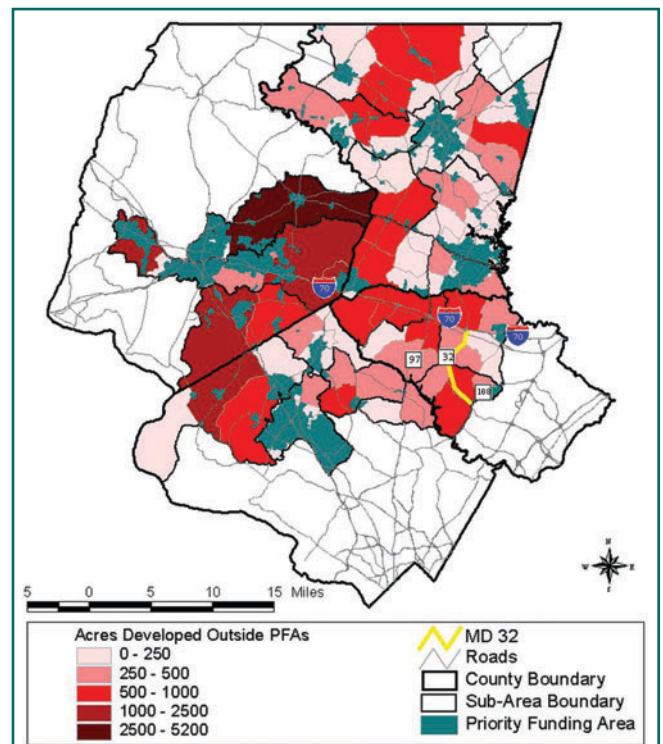 70
70
70
97
32
108
N
W E
5 0 5 10 15 Miles
Acres Developed Outside PFAs
0 - 250
250 - 500
500 - 1000
1000 - 2500
2500 - 5200
MD 32
Roads
County Boundary
Sub-Area Boundary
Priority Funding Area